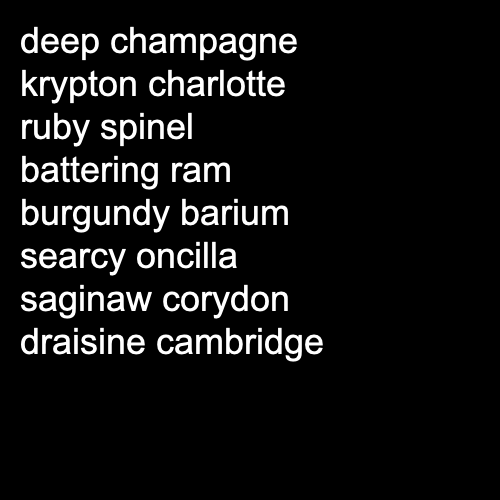 deep champagne
krypton charlotte
ruby spinel
battering ram
burgundy barium
searcy oncilla
saginaw corydon
draisine cambridge